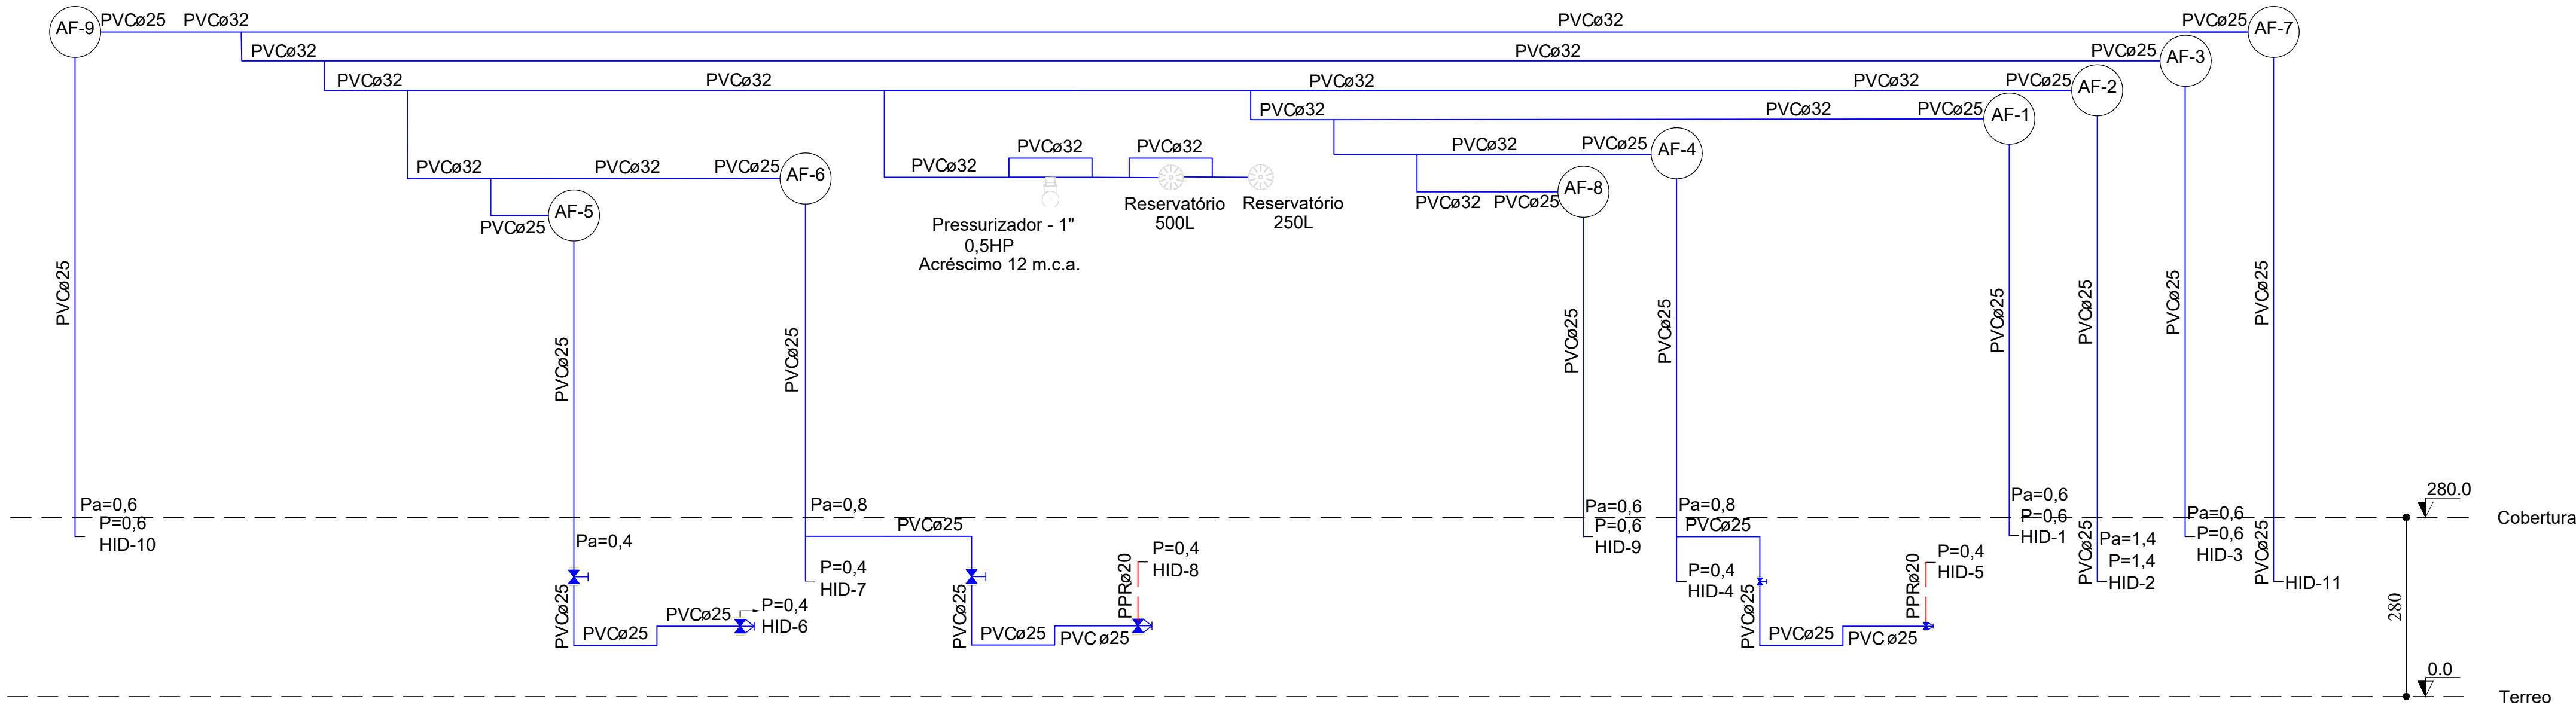 AF-9
PVCø25
PVCø32
PVCø32
PVCø25
AF-7
PVCø32
PVCø32
PVCø25
AF-3
PVCø32
PVCø32
PVCø32
PVCø32
PVCø25
AF-2
PVCø32
PVCø32
PVCø25
AF-1
PVCø32
PVCø32
PVCø25
AF-6
PVCø32
PVCø32
PVCø32
PVCø32
PVCø25
AF-4
AF-5
PVCø25
AF-8
PVCø32
PVCø25
Reservatório
500L
Reservatório
250L
Pressurizador - 1"
0,5HP
Acréscimo 12 m.c.a.
PVCø25
PVCø25
PVCø25
PVCø25
PVCø25
PVCø25
PVCø25
PVCø25
PVCø25
Pa=0,6
P=0,6
HID-10
Pa=0,4
PVCø25
PVCø25
PVCø25
P=0,4
HID-6
Pa=0,8
PVCø25
P=0,4
HID-7
PVCø25
PVCø25
PVC ø25
PPRø20
P=0,4
HID-8
Pa=0,6
P=0,6
HID-9
Pa=0,8
PVCø25
P=0,4
HID-4
PVCø25
PVCø25
PVC ø25
PPRø20
P=0,4
HID-5
Pa=0,6
P=0,6
HID-1
PVCø25
Pa=1,4
P=1,4
HID-2
Pa=0,6
P=0,6
HID-3
PVCø25
HID-11
280.0
Cobertura
280
0.0
Terreo